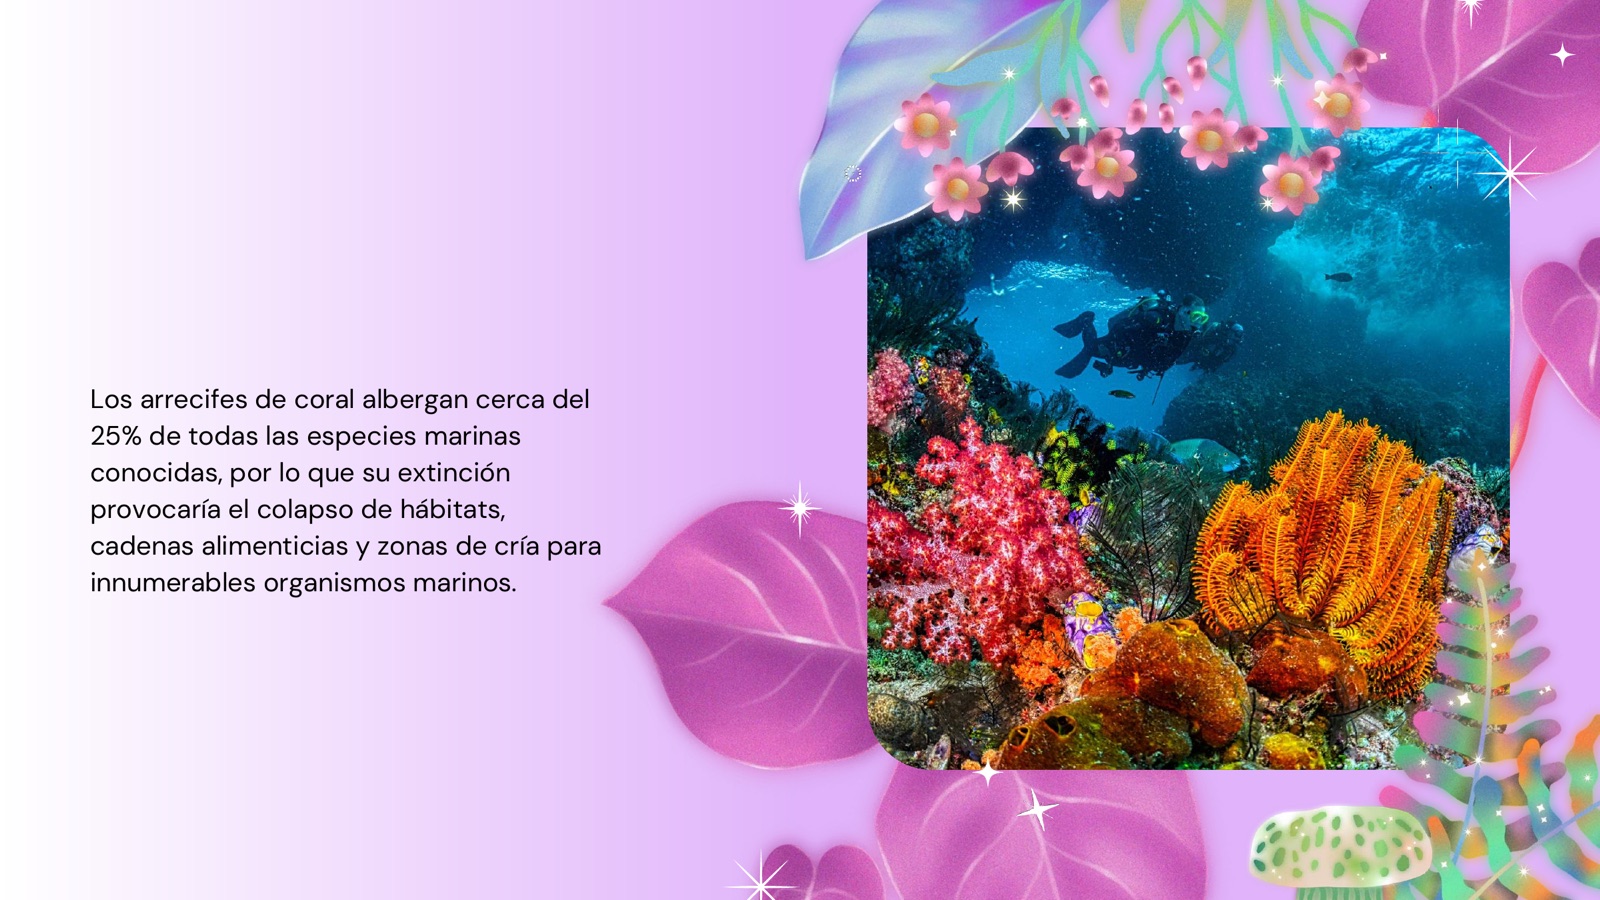 Los arrecifes de coral albergan cerca del
25% de todas las especies marinas
conocidas, por lo que su extinción
provocaría el colapso de hábitats,
cadenas alimenticias y zonas de cría para
innumerables organismos marinos.